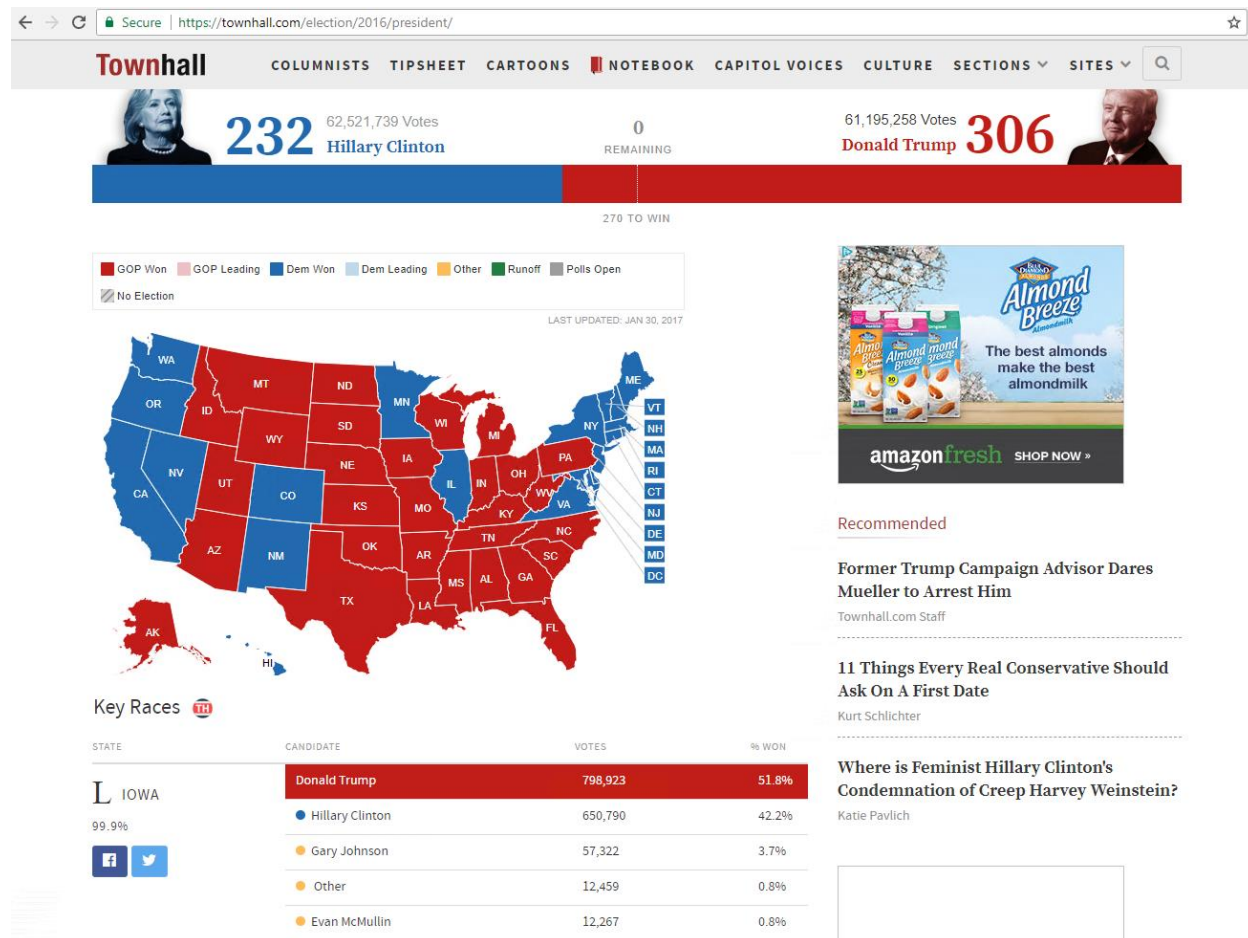 Secure | https://townhall.com/election/2016/president/
Townhall COLUMNISTS TIPSHEET CARTOONS NOTEBOOK CAPITOL VOICES CULTURE SECTIONS SITES
232 62,521,739 Votes
Hillary Clinton
0
REMAINING
61,195,258 Votes
Donald Trump 306
270 TO WIN
GOP Won GOP Leading Dem Won Dem Leading Other Runoff Polls Open
No Election
LAST UPDATED: JAN 30, 2017
WA
OR
CA
NV
ID
MT
WY
UT
AZ
CO
NM
ND
SD
NE
KS
OK
TX
MN
IA
MO
AR
LA
WI
IL
MI
IN
OH
KY
TN
MS
AL
GA
FL
SC
NC
VA
WV
PA
NY
ME
VT
NH
MA
RI
CT
NJ
DE
MD
DC
AK
HI
BLUE DIAMOND
ALMONDS
Almond
Breeze
Almondmilk
The best almonds
make the best
almondmilk
amazonfresh SHOP NOW »
Recommended
Former Trump Campaign Advisor Dares
Mueller to Arrest Him
Townhall.com Staff
11 Things Every Real Conservative Should
Ask On A First Date
Kurt Schlichter
Where is Feminist Hillary Clinton's
Condemnation of Creep Harvey Weinstein?
Katie Pavlich
Key Races TH
STATE CANDIDATE VOTES % WON
L IOWA
99.9%
Donald Trump 798,923 51.8%
Hillary Clinton 650,790 42.2%
Gary Johnson 57,322 3.7%
Other 12,459 0.8%
Evan McMullin 12,267 0.8%